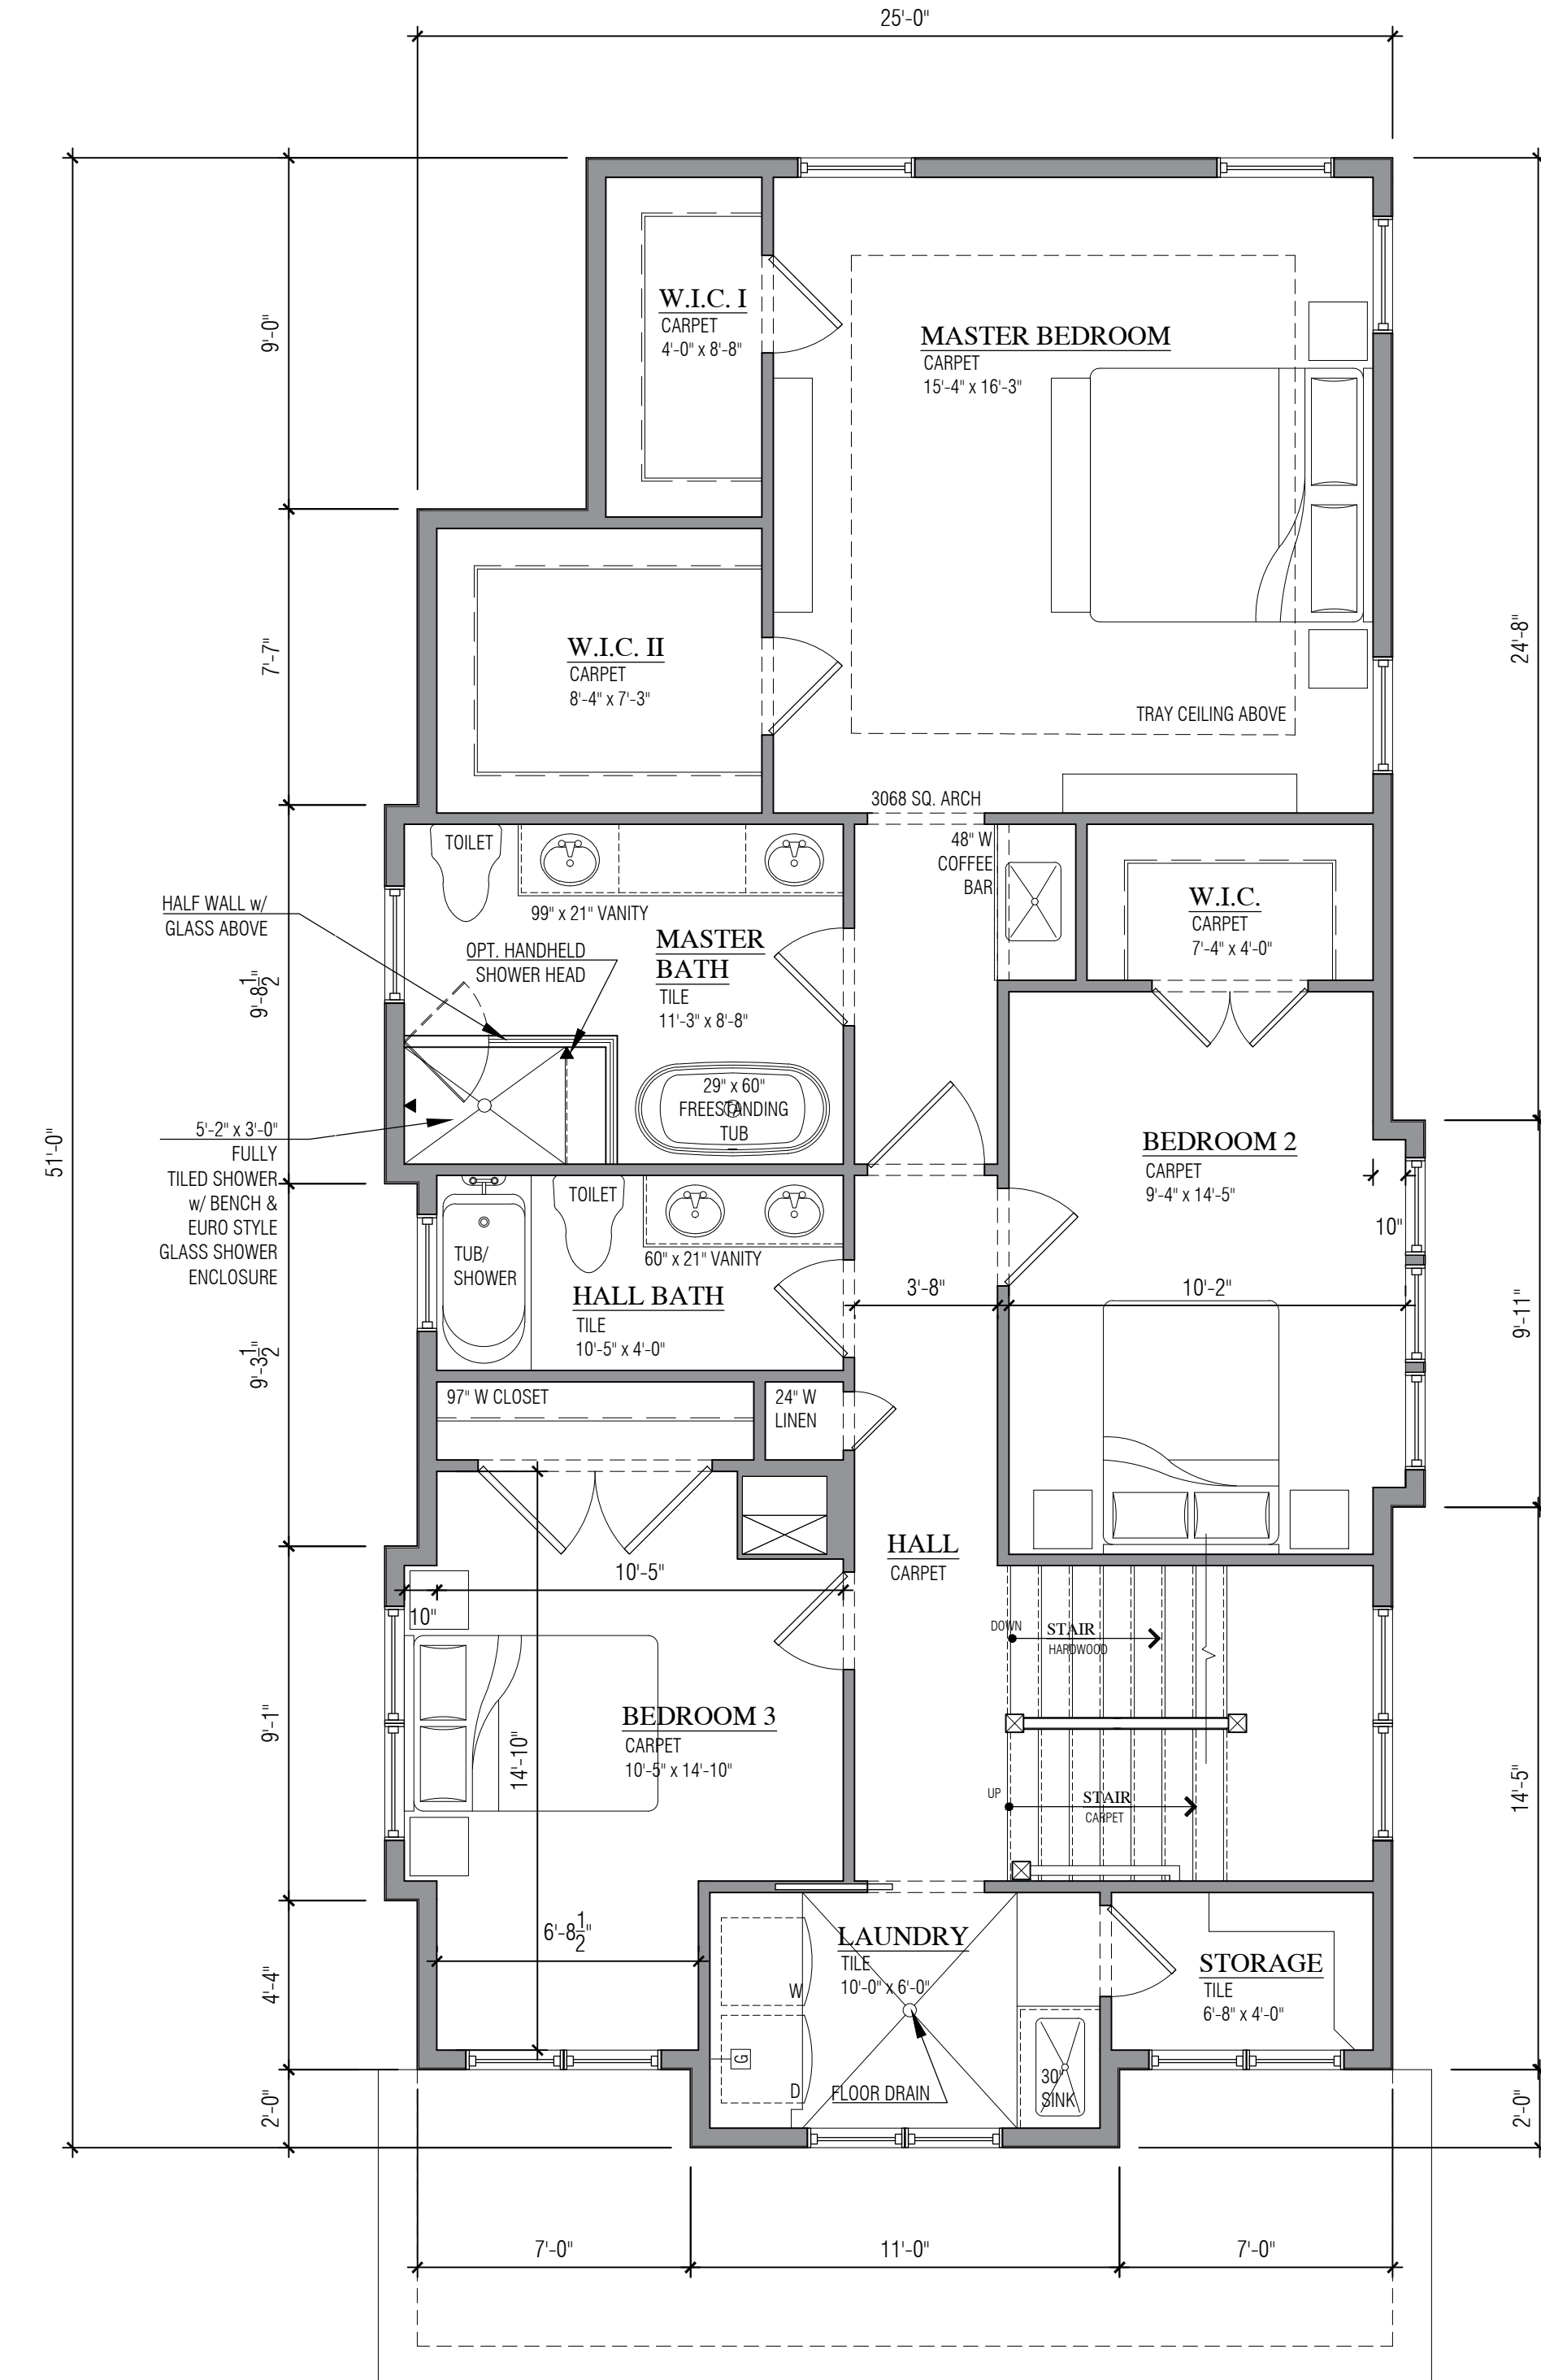 25'-0"
9'-0"
W.I.C. I
CARPET
4'-0" x 8'-8"
MASTER BEDROOM
CARPET
15'-4" x 16'-3"
7'-7"
W.I.C. II
CARPET
8'-4" x 7'-3"
24'-8"
TRAY CEILING ABOVE
3068 SQ. ARCH
TOILET
48" W
COFFEE
BAR
W.I.C.
CARPET
7'-4" x 4'-0"
HALF WALL w/
GLASS ABOVE
99" x 21" VANITY
OPT. HANDHELD
SHOWER HEAD
MASTER
BATH
TILE
11'-3" x 8'-8"
9'-8 1/2"
29" x 60"
FREESTANDING
TUB
5'-2" x 3'-0"
FULLY
TILED SHOWER
w/ BENCH &
EURO STYLE
GLASS SHOWER
ENCLOSURE
51'-0"
BEDROOM 2
CARPET
9'-4" x 14'-5"
10"
TOILET
TUB/
SHOWER
60" x 21" VANITY
HALL BATH
TILE
10'-5" x 4'-0"
3'-8"
10'-2"
9'-11"
9'-3 1/2"
97" W CLOSET
24" W
LINEN
HALL
CARPET
10'-5"
10"
DOWN
STAIR
HARDWOOD
9'-1"
BEDROOM 3
CARPET
10'-5" x 14'-10"
14'-10"
UP
STAIR
CARPET
14'-5"
6'-8 1/2"
LAUNDRY
TILE
10'-0" x 6'-0"
W
STORAGE
TILE
6'-8" x 4'-0"
4'-4"
G
D
FLOOR DRAIN
30"
SINK
2'-0"
2'-0"
7'-0"
11'-0"
7'-0"